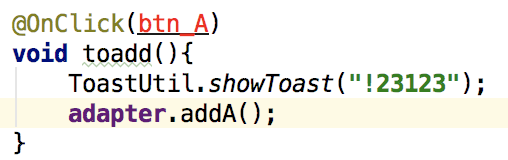 @OnClick(btn_A)
void toadd(){
    ToastUtil.showToast("!23123");
    adapter.addA();
}